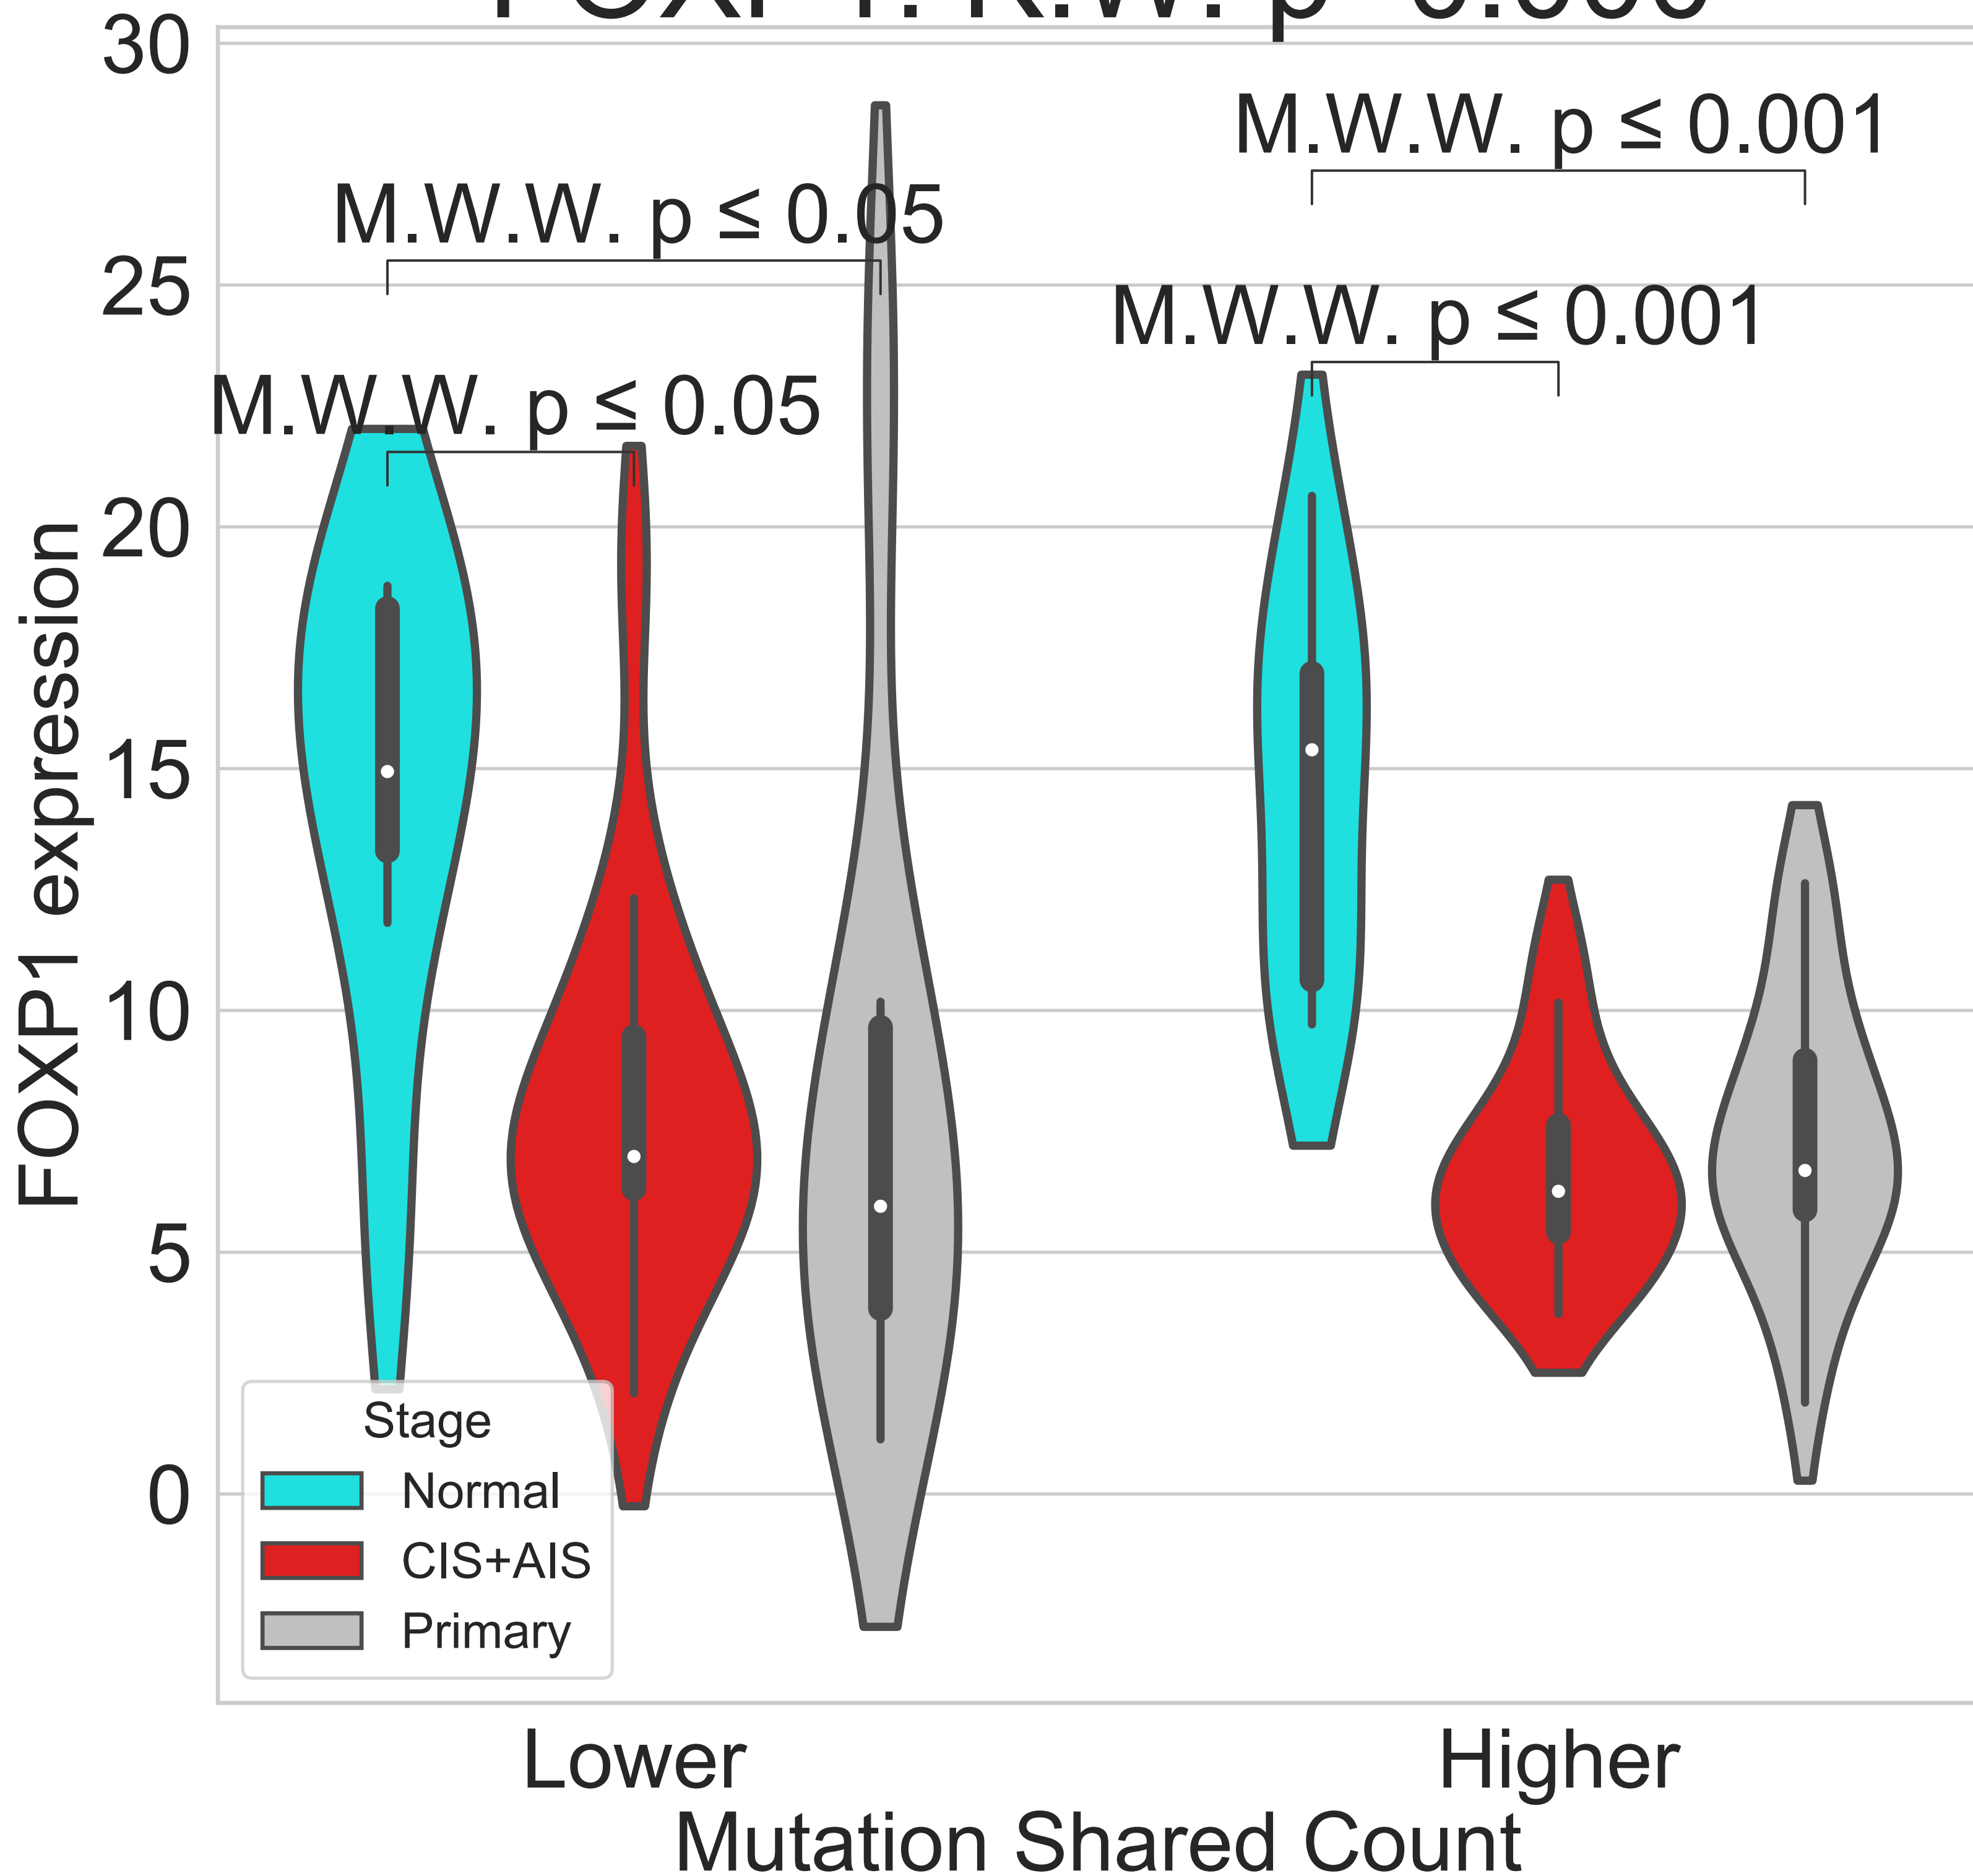 30
25
20
15
10
5
0
FOXP1 expression
M.W.W. p ≤ 0.001
M.W.W. p ≤ 0.05
M.W.W. p ≤ 0.001
M.W.W. p ≤ 0.05
Stage
Normal
CIS+AIS
Primary
Lower
Higher
Mutation Shared Count